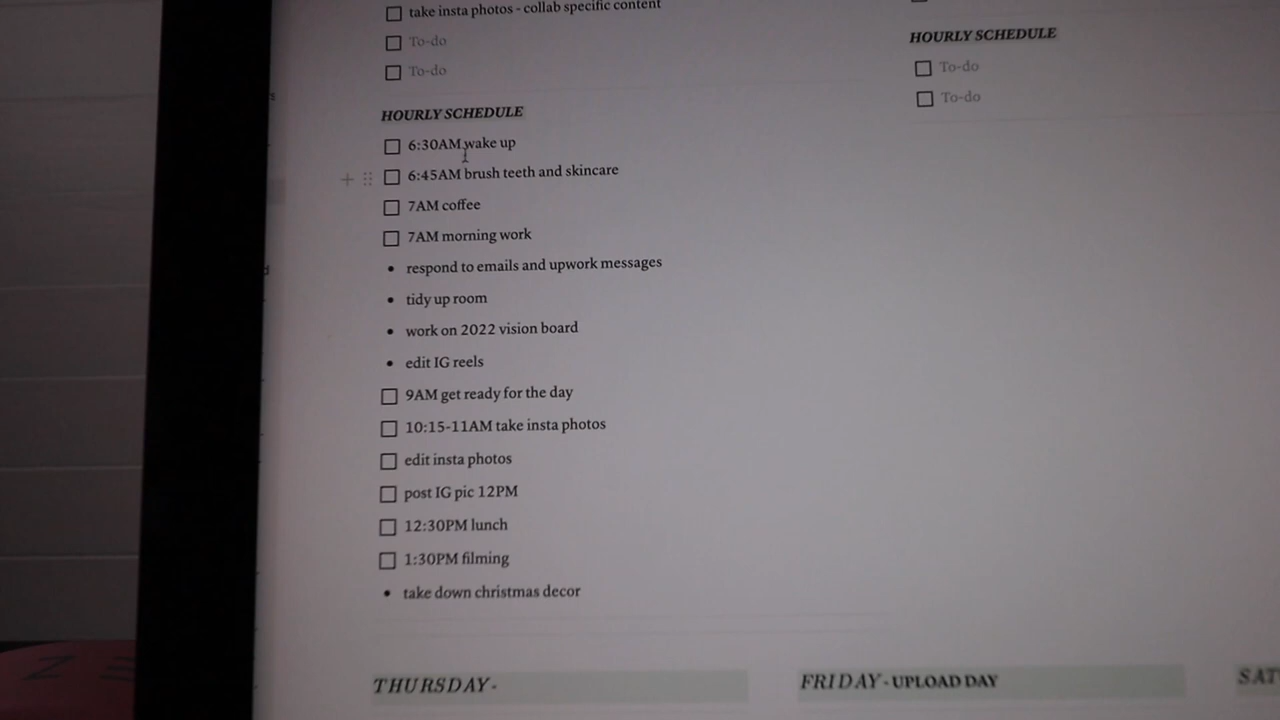 take insta photos - collab specific content
To-do
To-do
HOURLY SCHEDULE
6:30AM wake up
6:45AM brush teeth and skincare
7AM coffee
7AM morning work
• respond to emails and upwork messages
• tidy up room
• work on 2022 vision board
• edit IG reels
9AM get ready for the day
10:15-11AM take insta photos
edit insta photos
post IG pic 12PM
12:30PM lunch
1:30PM filming
• take down christmas decor
HOURLY SCHEDULE
To-do
To-do
THURSDAY-
FRIDAY - UPLOAD DAY
SAT